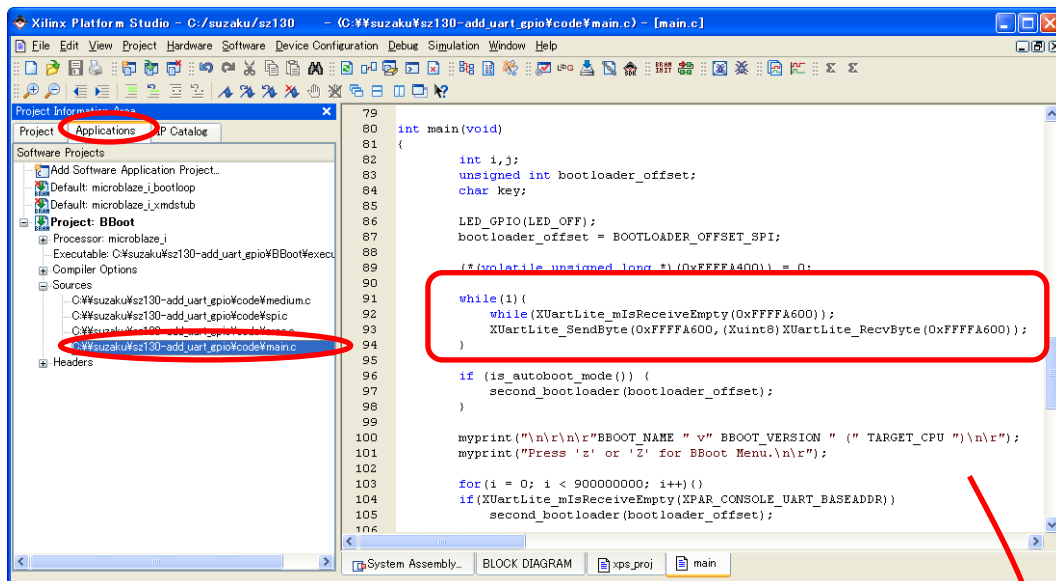 Xilinx Platform Studio - C:/suzaku/sz130 - (C:¥¥suzaku¥sz130-add_uart_gpio¥code¥main.c) - [main.c]
File Edit View Project Hardware Software Device Configuration Debug Simulation Window Help
Project Information Area
Project Applications IP Catalog
Software Projects
Add Software Application Project...
Default: microblaze_i_bootloop
Default: microblaze_i_xmdstub
Project: BBoot
Processor: microblaze_i
Executable: C:¥suzaku¥sz130-add_uart_gpio¥BBoot¥execu
Compiler Options
Sources
C:¥¥suzaku¥sz130-add_uart_gpio¥code¥medium.c
C:¥¥suzaku¥sz130-add_uart_gpio¥code¥spi.c
C:¥¥suzaku¥sz130-add_uart_gpio¥code¥main.c
Headers
79
80 int main(void)
81 {
82 int i,j;
83 unsigned int bootloader_offset;
84 char key;
85
86 LED_GPIO(LED_OFF);
87 bootloader_offset = BOOTLOADER_OFFSET_SPI;
88
89 (*(volatile unsigned long *)(0xFFFFA400)) = 0;
90
91 while(1){
92 while(XUartLite_mIsReceiveEmpty(0xFFFFA600));
93 XUartLite_SendByte(0xFFFFA600,(Xuint8)XUartLite_RecvByte(0xFFFFA600));
94 }
95
96 if (is_autoboot_mode()) {
97 second_bootloader(bootloader_offset);
98 }
99
100 myprint("\n\r\n\r"BBOOT_NAME " v" BBOOT_VERSION " (" TARGET_CPU ")\n\r");
101 myprint("Press 'z' or 'Z' for BBoot Menu.\n\r");
102
103 for(i = 0; i < 900000000; i++){}
104 if(XUartLite_mIsReceiveEmpty(XPAR_CONSOLE_UART_BASEADDR))
105 second_bootloader(bootloader_offset);
106
System Assembly... BLOCK DIAGRAM xps_proj main